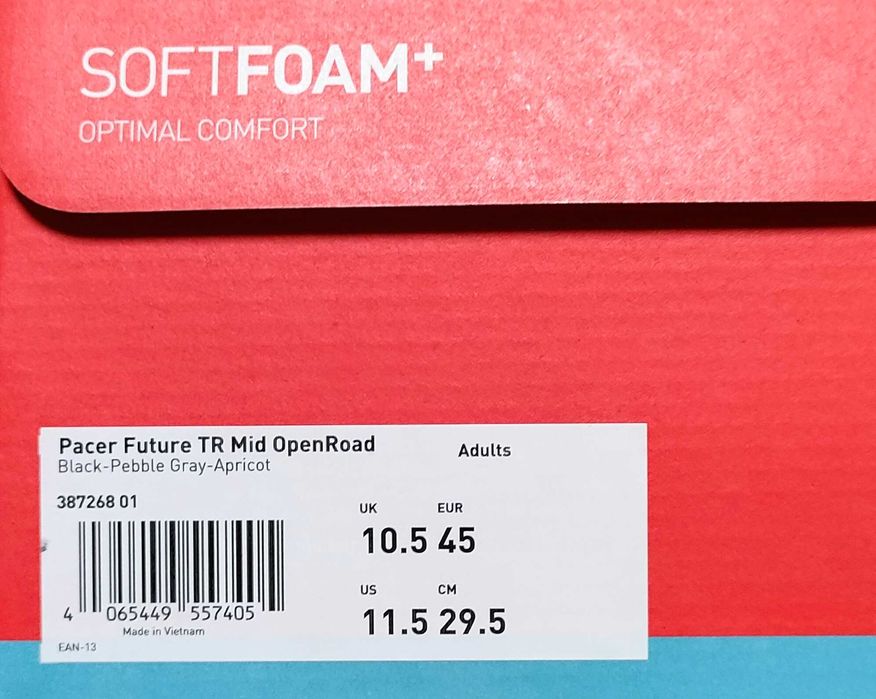 SOFTFOAM+
OPTIMAL COMFORT
Pacer Future TR Mid OpenRoad
Black-Pebble Gray-Apricot
Adults
387268 01
UK EUR
10.5 45
US CM
11.5 29.5
4 065449 557405
Made in Vietnam
EAN-13